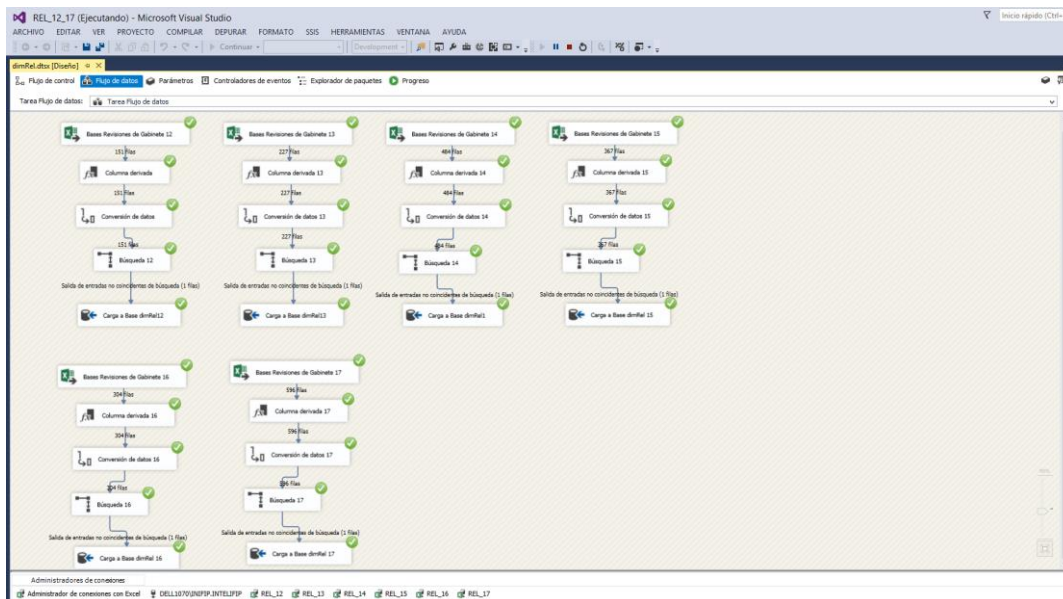 REL_12_17 (Ejecutando) - Microsoft Visual Studio
Inicio rápido (Ctrl+
ARCHIVO EDITAR VER PROYECTO COMPILAR DEPURAR FORMATO SSIS HERRAMIENTAS VENTANA AYUDA
Continuar Development
dimRel.dtsx [Diseño]
Flujo de control Flujo de datos Parámetros Controladores de eventos Explorador de paquetes Progreso
Tarea Flujo de datos: Tarea Flujo de datos
Bases Revisiones de Gabinete 12
151 filas
Columna derivada
151 filas
Conversión de datos
151 filas
Búsqueda 12
Salida de entradas no coincidentes de búsqueda (1 filas)
Carga a Base dimRel12
Bases Revisiones de Gabinete 13
227 filas
Columna derivada 13
227 filas
Conversión de datos 13
227 filas
Búsqueda 13
Salida de entradas no coincidentes de búsqueda (1 filas)
Carga a Base dimRel13
Bases Revisiones de Gabinete 14
484 filas
Columna derivada 14
484 filas
Conversión de datos 14
484 filas
Búsqueda 14
Salida de entradas no coincidentes de búsqueda (1 filas)
Carga a Base dimRel1
Bases Revisiones de Gabinete 15
367 filas
Columna derivada 15
367 filas
Conversión de datos 15
367 filas
Búsqueda 15
Salida de entradas no coincidentes de búsqueda (1 filas)
Carga a Base dimRel 15
Bases Revisiones de Gabinete 16
304 filas
Columna derivada 16
304 filas
Conversión de datos 16
304 filas
Búsqueda 16
Salida de entradas no coincidentes de búsqueda (1 filas)
Carga a Base dimRel 16
Bases Revisiones de Gabinete 17
596 filas
Columna derivada 17
596 filas
Conversión de datos 17
596 filas
Búsqueda 17
Salida de entradas no coincidentes de búsqueda (1 filas)
Carga a Base dimRel 17
Administradores de conexiones
Administrador de conexiones con Excel DELL1070\INIFIP.INTELIFIP REL_12 REL_13 REL_14 REL_15 REL_16 REL_17